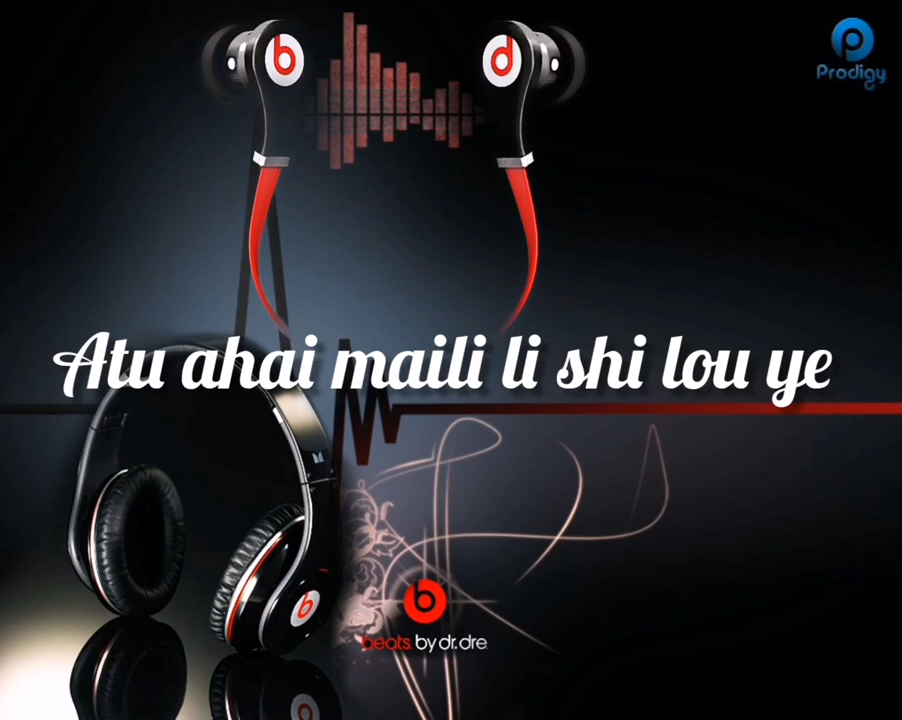 b
d
Prodigy
Atu ahai maili li shi lou ye
b
b
beats by dr. dre